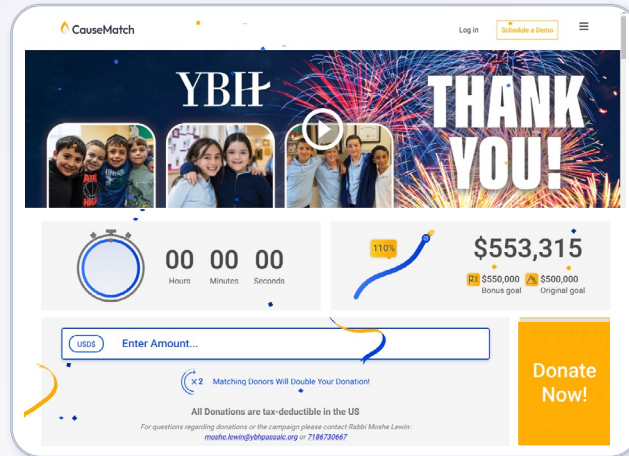 CauseMatch
Log in
Schedule a Demo
YBH
THANK
YOU!
00 00 00
Hours Minutes Seconds
110%
$553,315
$550,000
Bonus goal
$500,000
Original goal
USD$
Enter Amount...
x2
Matching Donors Will Double Your Donation!
All Donations are tax-deductible in the US
For questions regarding donations or the campaign please contact Rabbi Moshe Lewin:
moshe.lewin@ybhpassaic.org or 7186730667
Donate
Now!